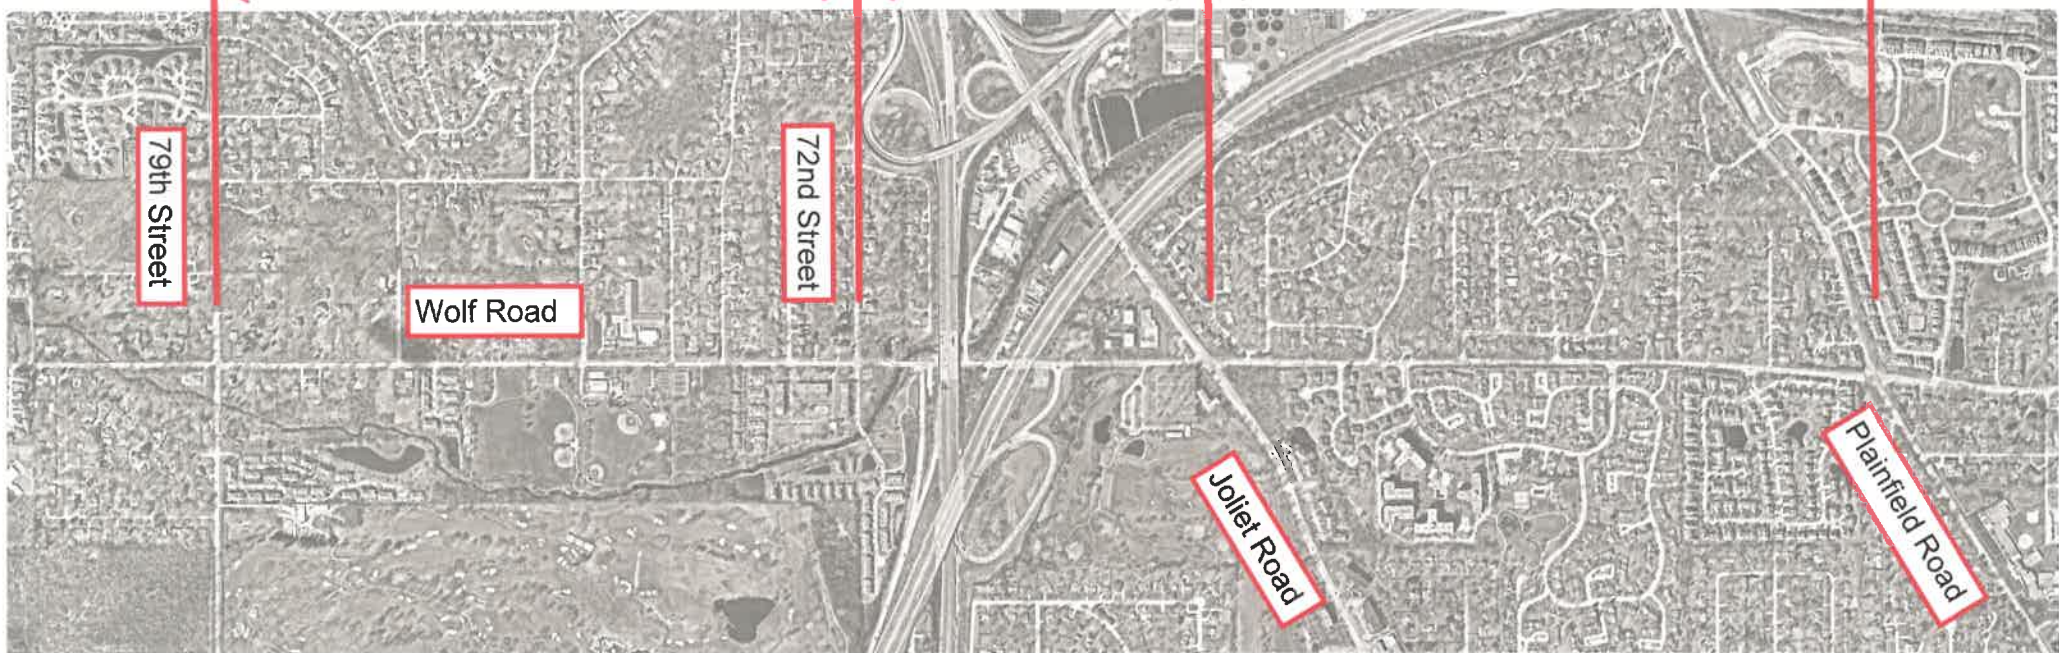 79th Street
Wolf Road
72nd Street
Joliet Road
Plainfield Road